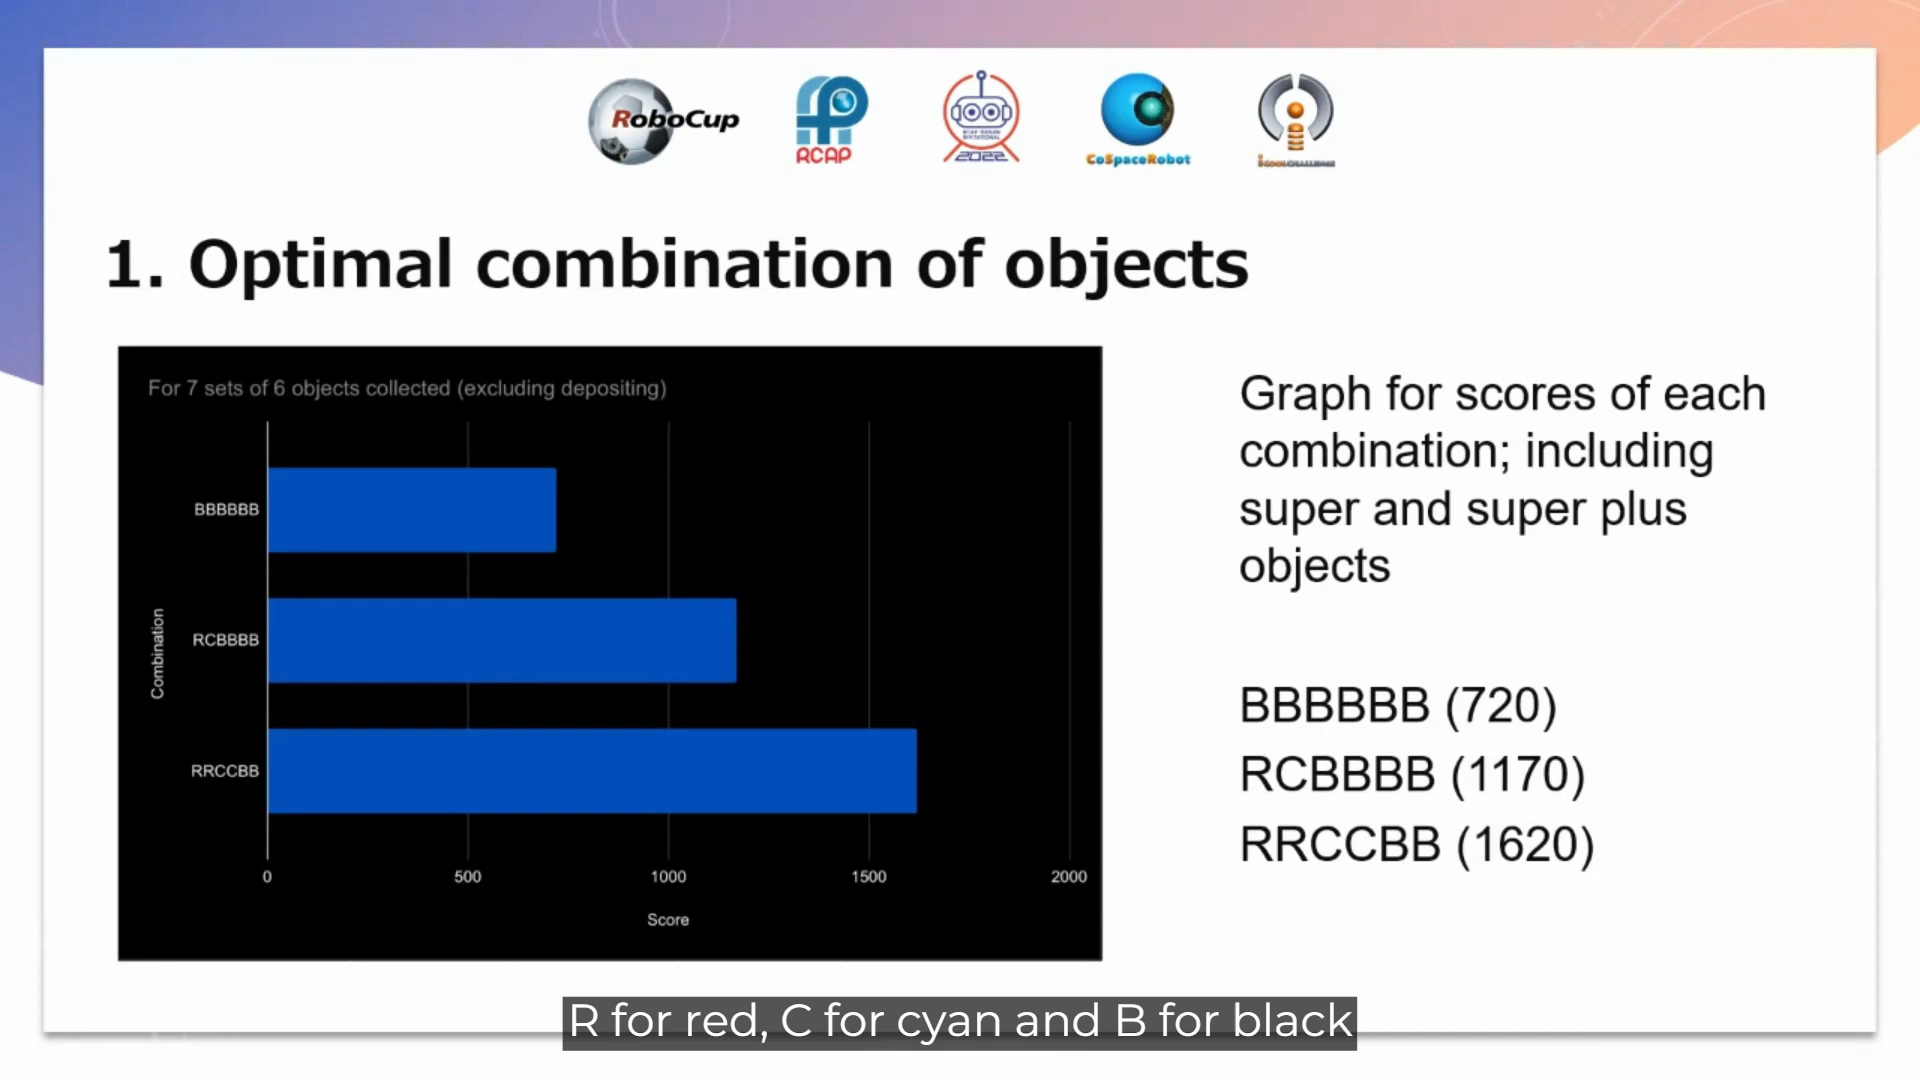 RoboCup
RCAP
2022
CoSpaceRobot
1. Optimal combination of objects
For 7 sets of 6 objects collected (excluding depositing)
Combination
BBBBBB
RCBBBB
RRCCBB
0 500 1000 1500 2000
Score
Graph for scores of each
combination; including
super and super plus
objects
BBBBBB (720)
RCBBBB (1170)
RRCCBB (1620)
R for red, C for cyan and B for black